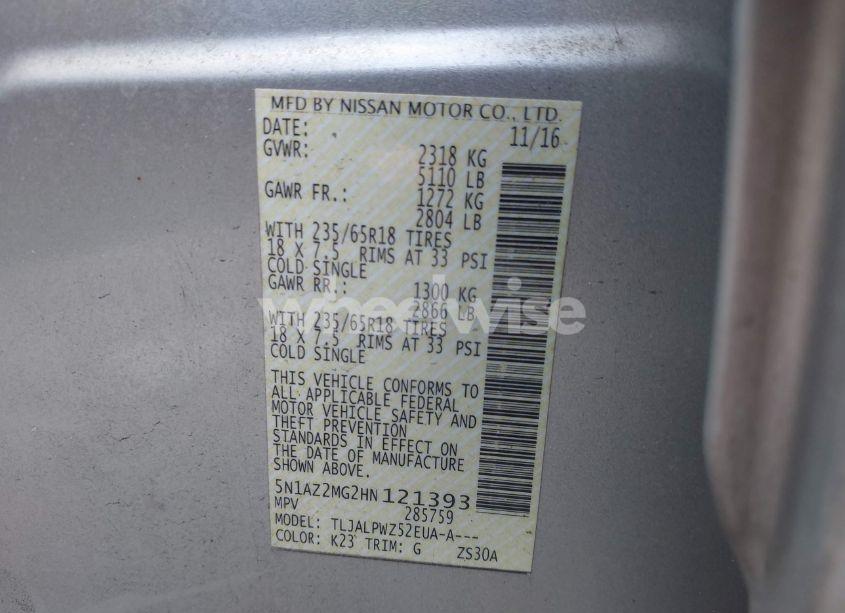 MFD BY NISSAN MOTOR CO., LTD.
DATE: 11/16
GVWR: 2318 KG
5110 LB
GAWR FR.: 1272 KG
2804 LB
WITH 235/65R18 TIRES
18 X 7.5 RIMS AT 33 PSI
COLD SINGLE
GAWR RR.: 1300 KG
2866 LB
WITH 235/65R18 TIRES
18 X 7.5 RIMS AT 33 PSI
COLD SINGLE
wheelwise
THIS VEHICLE CONFORMS TO
ALL APPLICABLE FEDERAL
MOTOR VEHICLE SAFETY AND
THEFT PREVENTION
STANDARDS IN EFFECT ON
THE DATE OF MANUFACTURE
SHOWN ABOVE.
5N1AZ2MG2HN121393
MPV 285759
MODEL: TLJALPWZ52EUA-A---
COLOR: K23 TRIM: G ZS30A